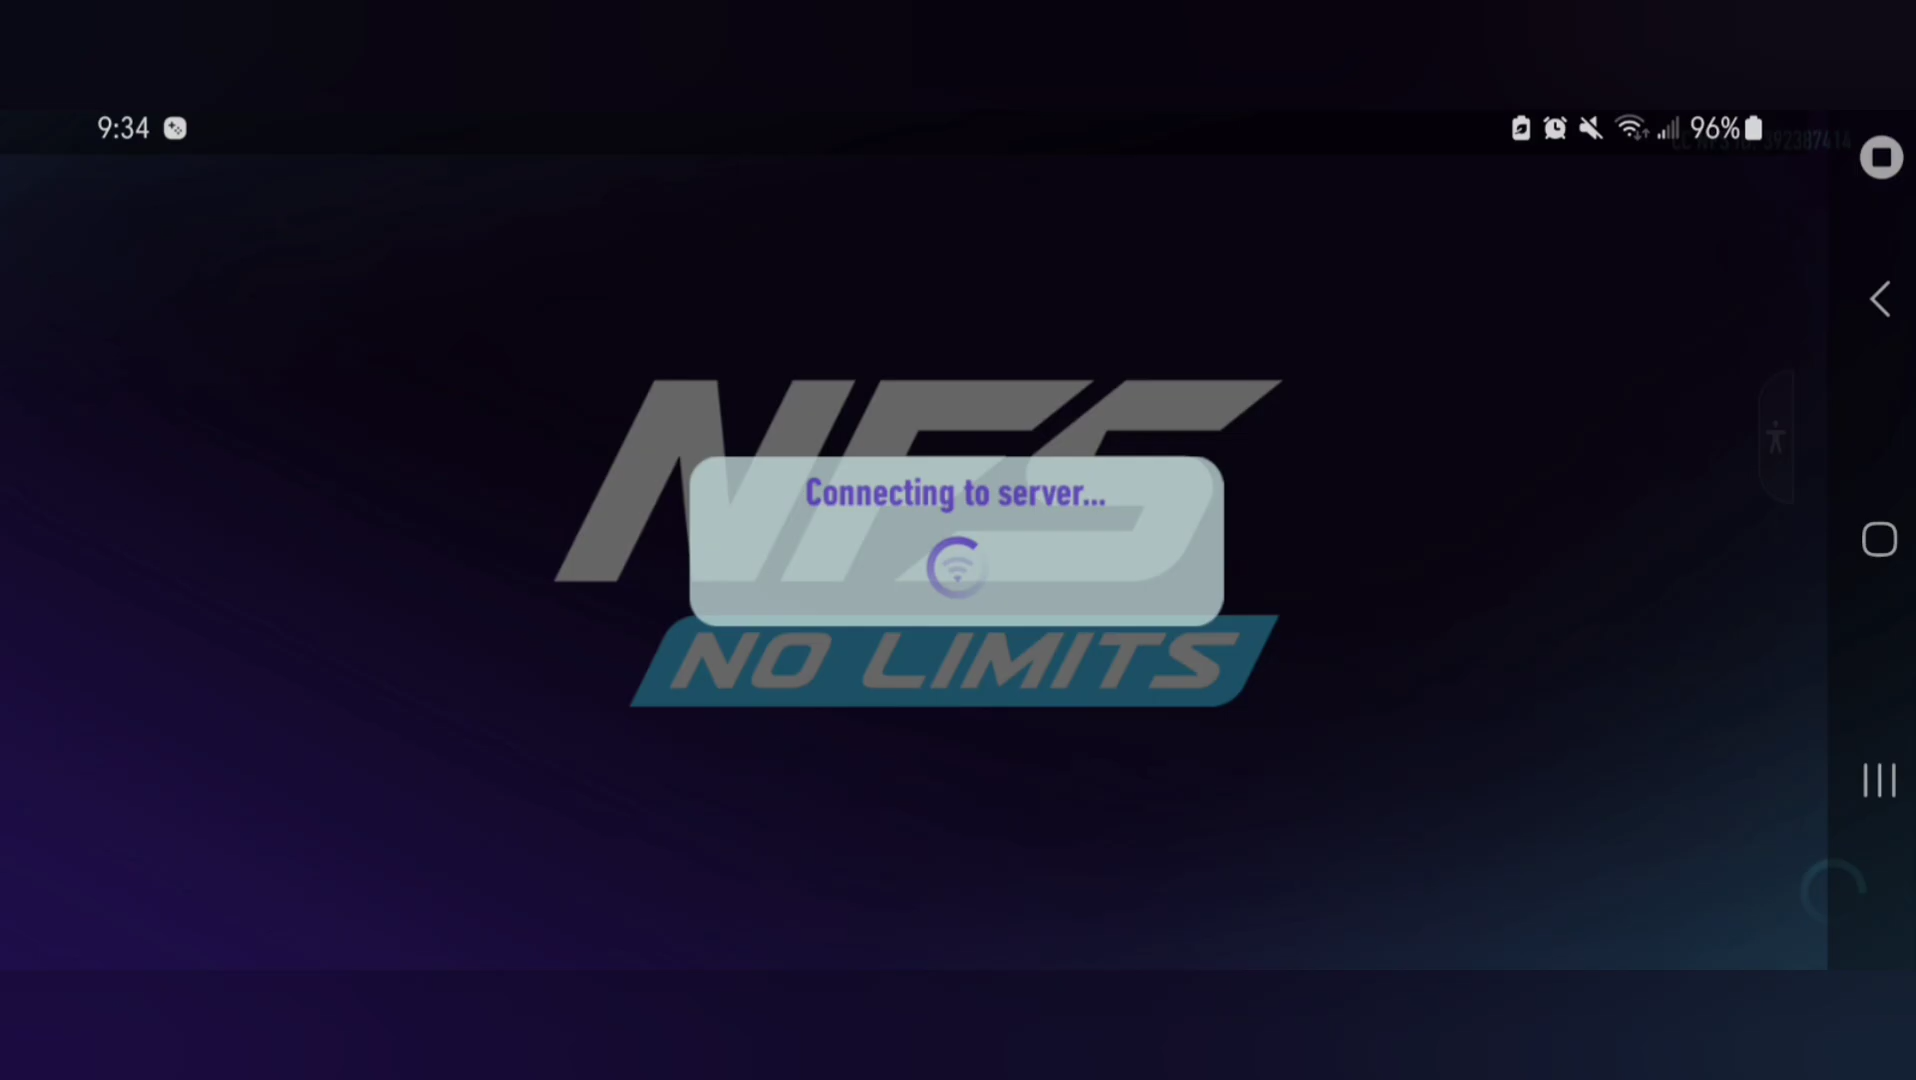 9:34
96%
NFS
Connecting to server...
NO LIMITS